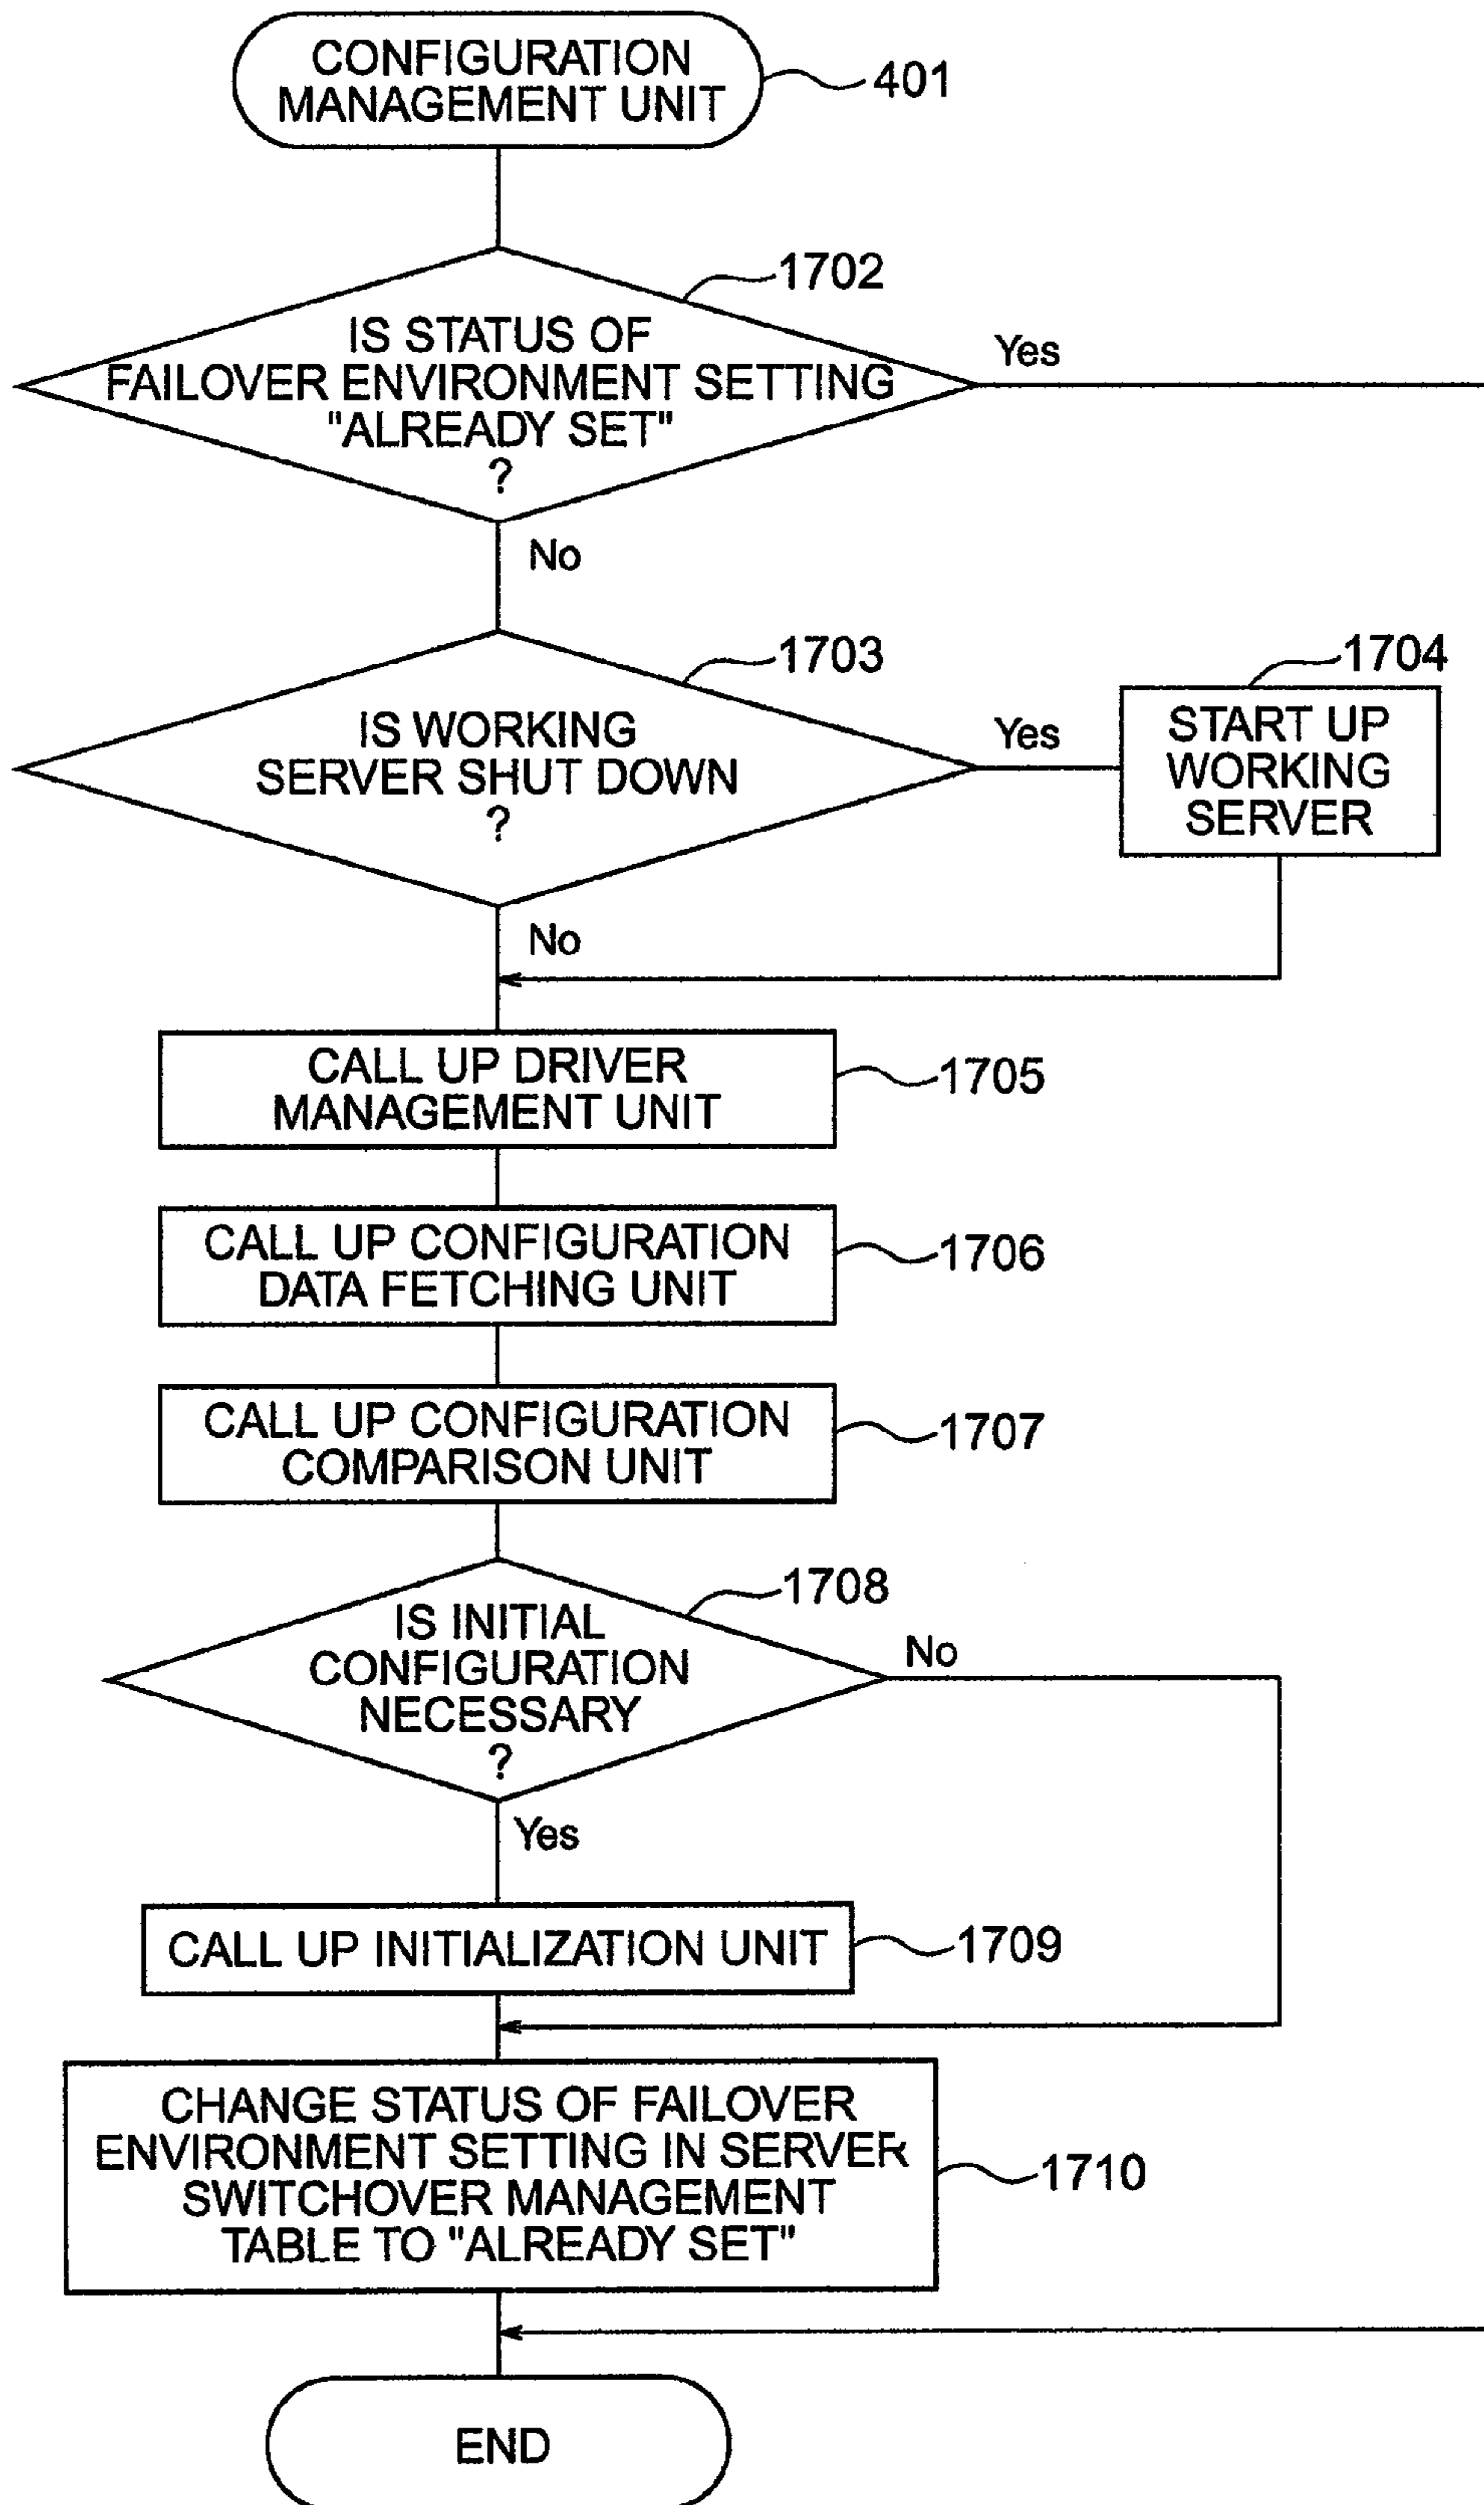 CONFIGURATION
MANAGEMENT UNIT
401
1702
IS STATUS OF
FAILOVER ENVIRONMENT SETTING
"ALREADY SET"
?
Yes
No
1703
IS WORKING
SERVER SHUT DOWN
?
Yes
1704
START UP
WORKING
SERVER
No
CALL UP DRIVER
MANAGEMENT UNIT
1705
CALL UP CONFIGURATION
DATA FETCHING UNIT
1706
CALL UP CONFIGURATION
COMPARISON UNIT
1707
1708
IS INITIAL
CONFIGURATION
NECESSARY
?
No
Yes
CALL UP INITIALIZATION UNIT
1709
CHANGE STATUS OF FAILOVER
ENVIRONMENT SETTING IN SERVER
SWITCHOVER MANAGEMENT
TABLE TO "ALREADY SET"
1710
END